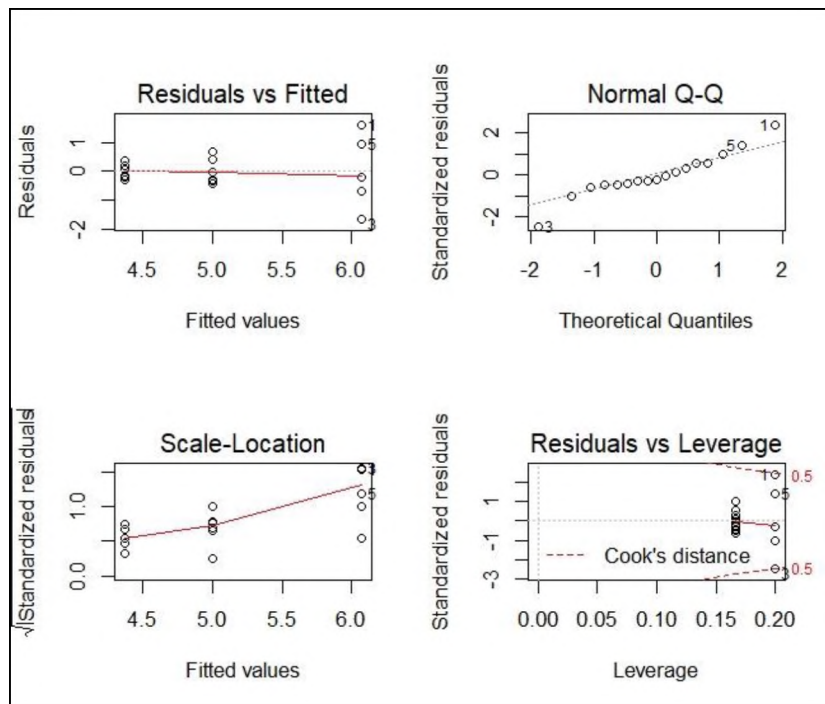 Residuals vs Fitted
Residuals
1
0
-2
1
5
3
4.5 5.0 5.5 6.0
Fitted values
Normal Q-Q
Standardized residuals
2
0
-2
1
5
3
-2 -1 0 1 2
Theoretical Quantiles
Scale-Location
√|Standardized residuals|
1.0
0.0
3
5
4.5 5.0 5.5 6.0
Fitted values
Residuals vs Leverage
Standardized residuals
1
-1
-3
1
5
3
0.5
0.5
Cook's distance
0.00 0.05 0.10 0.15 0.20
Leverage